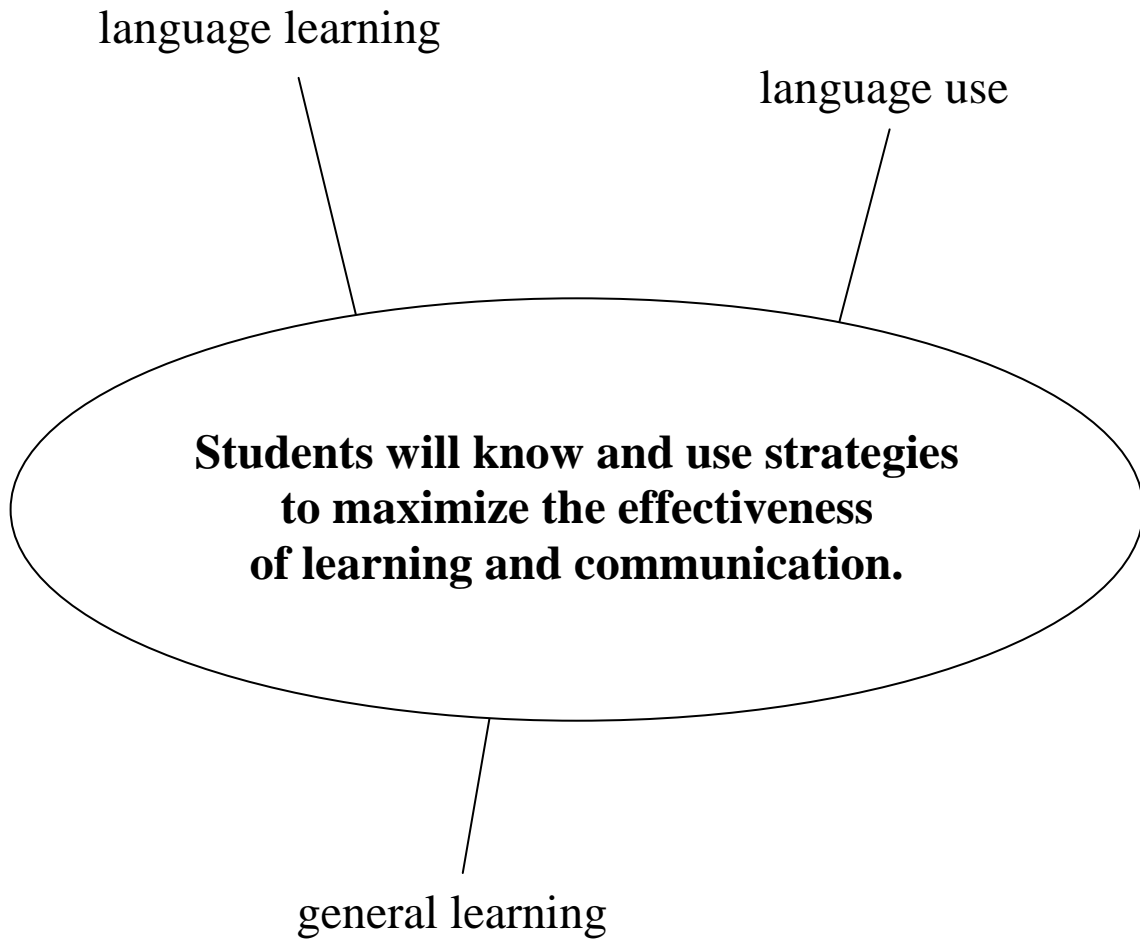 language learning
language use
Students will know and use strategies
to maximize the effectiveness
of learning and communication.
general learning